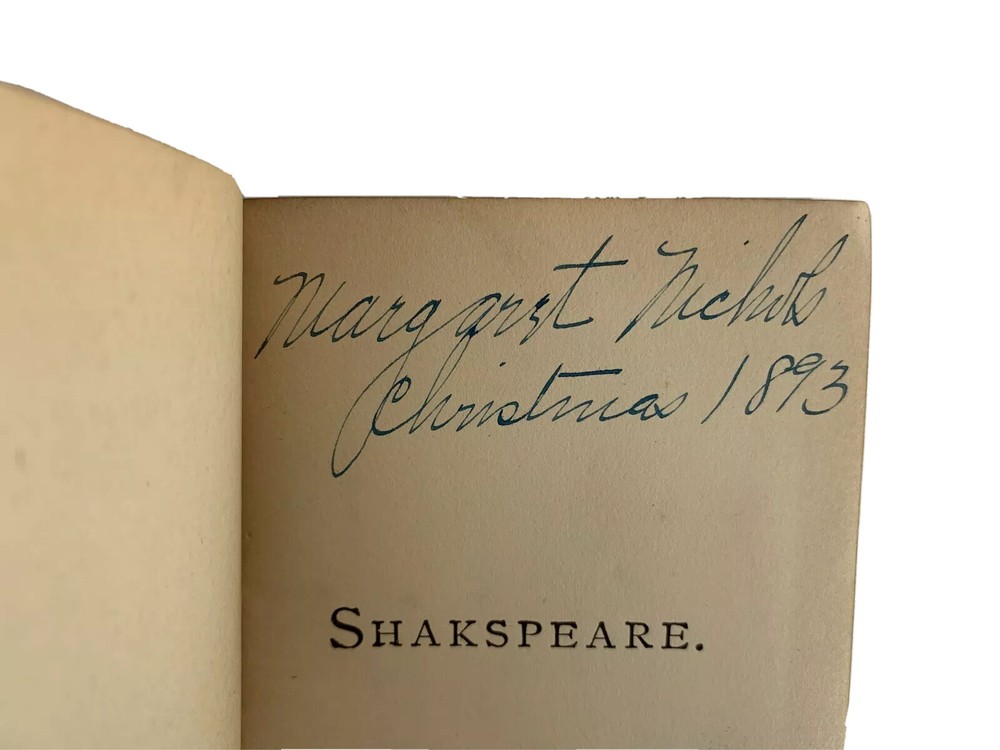 Margaret Nichols
Christmas 1893
SHAKSPEARE.